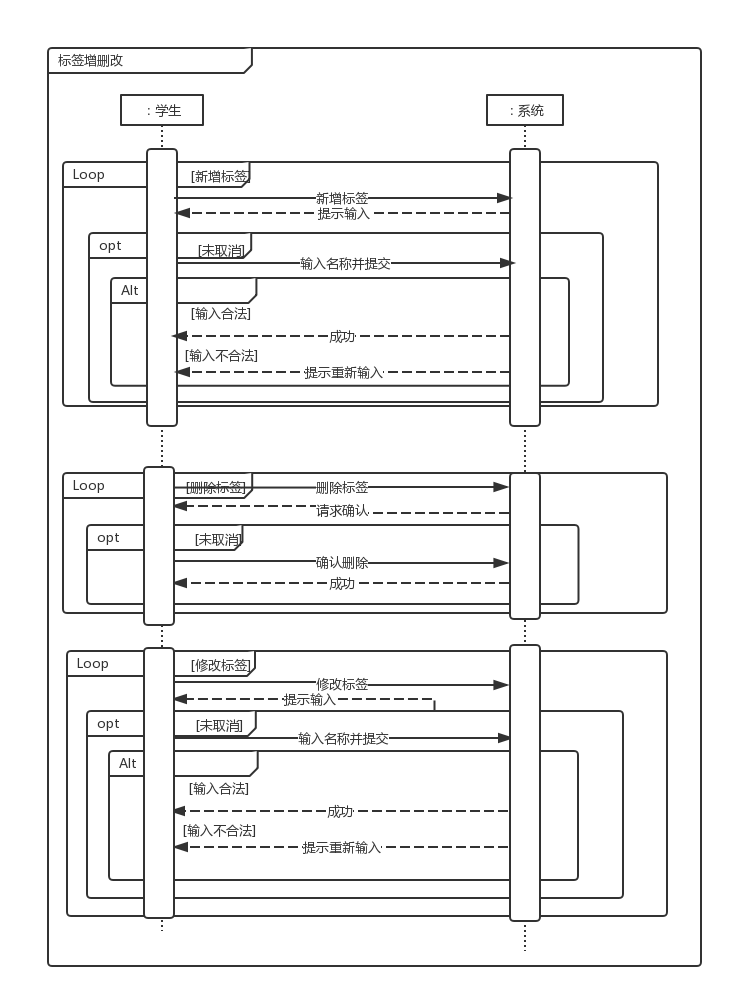 标签增删改
: 学生
: 系统
Loop
[新增标签]
新增标签
提示输入
opt
[未取消]
输入名称并提交
Alt
[输入合法]
成功
[输入不合法]
提示重新输入
Loop
[删除标签]
删除标签
请求确认
opt
[未取消]
确认删除
成功
Loop
[修改标签]
修改标签
提示输入
opt
[未取消]
输入名称并提交
Alt
[输入合法]
成功
[输入不合法]
提示重新输入